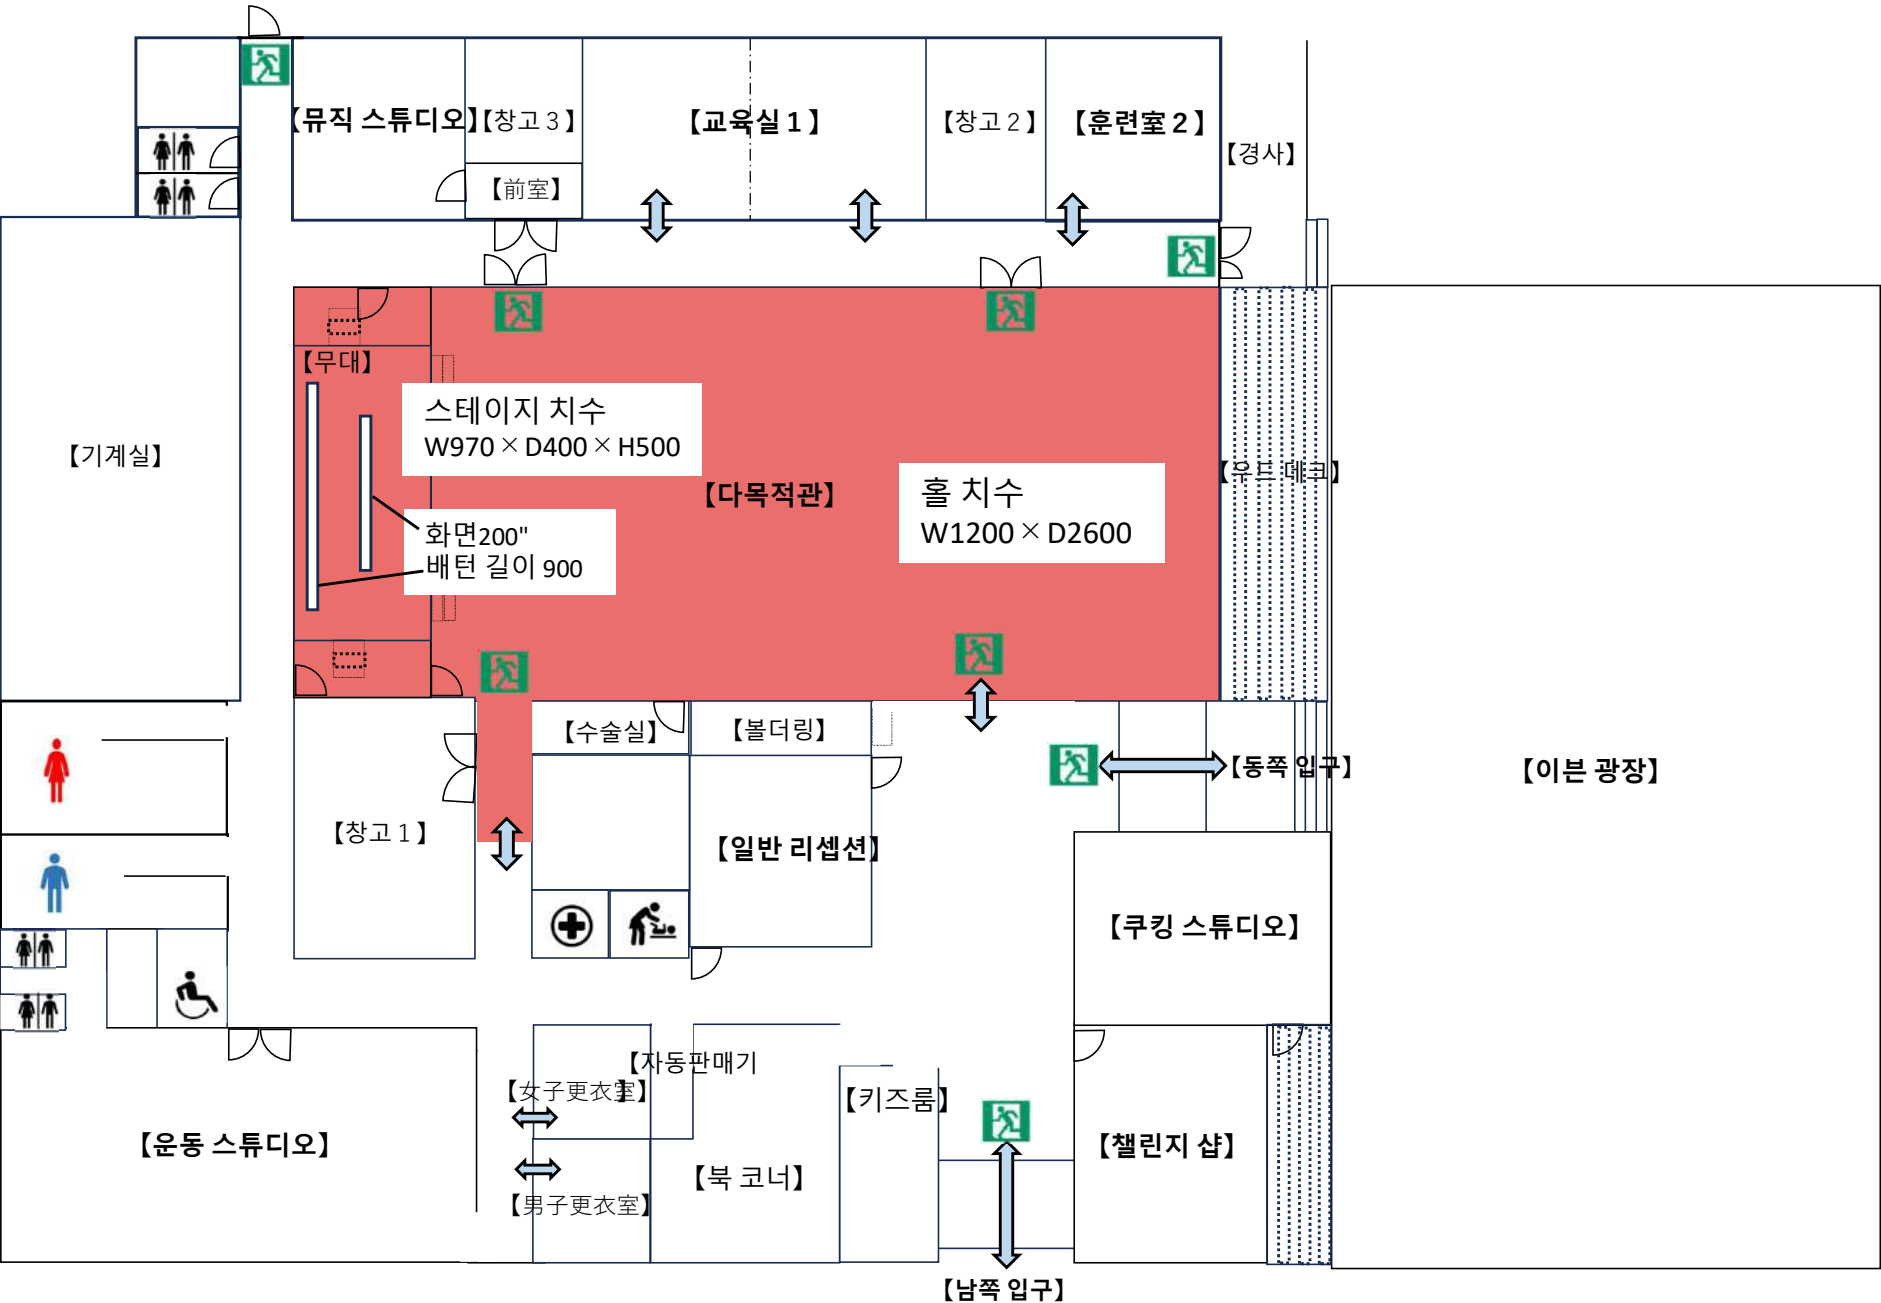 【뮤직 스튜디오】
【창고 3】
【교육실 1】
【창고 2】
【훈련室 2】
【경사】
【前室】
【무대】
스테이지 치수
W970×D400×H500
【기계실】
【다목적관】
홀 치수
W1200×D2600
【우드 데크】
화면200"
배턴 길이 900
【수술실】
【볼더링】
【동쪽 입구】
【이븐 광장】
【창고 1】
【일반 리셉션】
【쿠킹 스튜디오】
【자동판매기
【女子更衣室】
【키즈룸】
【운동 스튜디오】
【챌린지 샵】
【북 코너】
【男子更衣室】
【남쪽 입구】